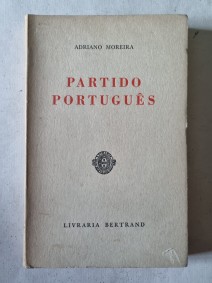 ADRIANO MOREIRA
PARTIDO
PORTUGUÊS
LIVRARIA BERTRAND